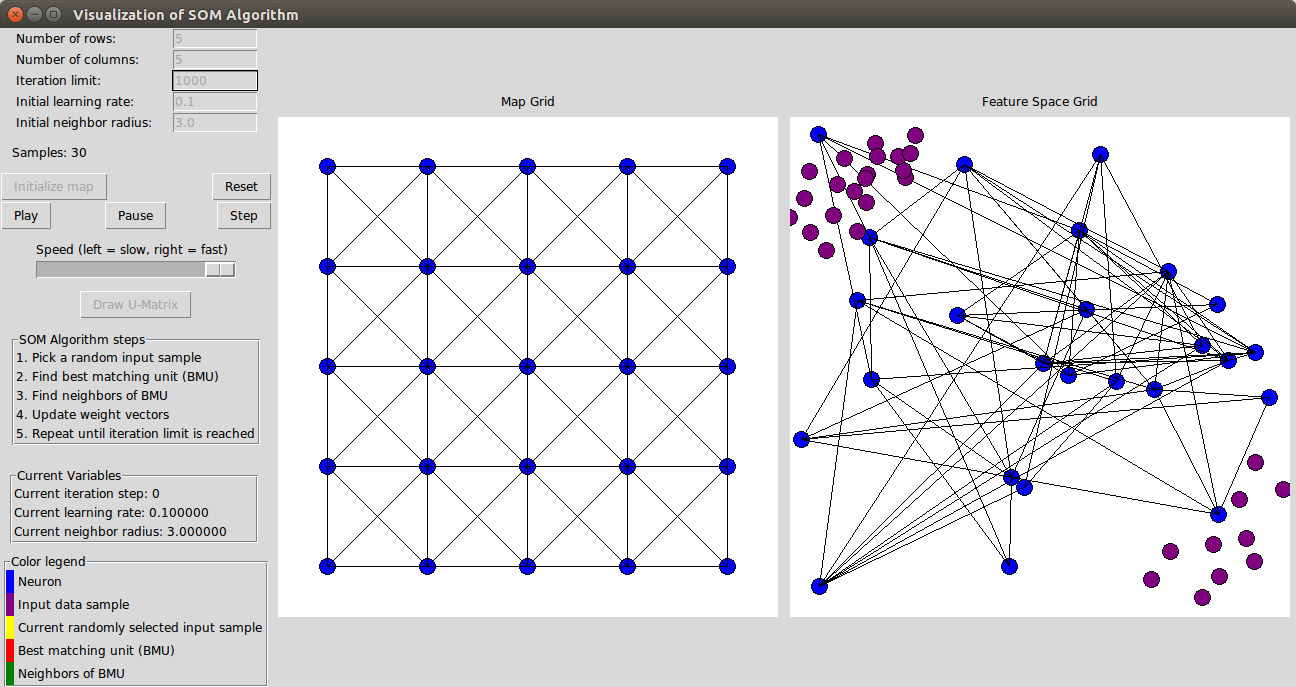 Visualization of SOM Algorithm
Number of rows: 5
Number of columns: 5
Iteration limit: 1000
Initial learning rate: 0.1
Initial neighbor radius: 3.0
Samples: 30
Initialize map Reset
Play Pause Step
Speed (left = slow, right = fast)
Draw U-Matrix
SOM Algorithm steps
1. Pick a random input sample
2. Find best matching unit (BMU)
3. Find neighbors of BMU
4. Update weight vectors
5. Repeat until iteration limit is reached
Current Variables
Current iteration step: 0
Current learning rate: 0.100000
Current neighbor radius: 3.000000
Color legend
Neuron
Input data sample
Current randomly selected input sample
Best matching unit (BMU)
Neighbors of BMU
Map Grid
Feature Space Grid